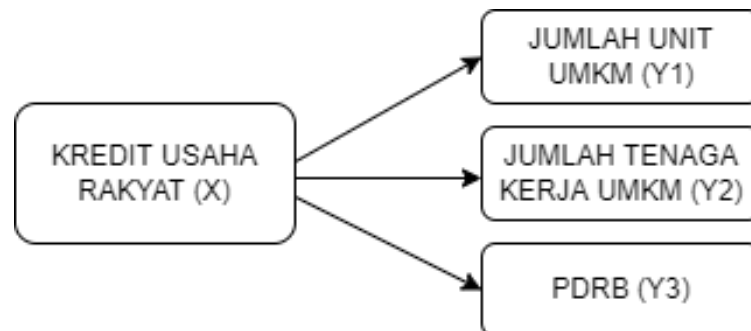 KREDIT USAHA
RAKYAT (X)
JUMLAH UNIT
UMKM (Y1)
JUMLAH TENAGA
KERJA UMKM (Y2)
PDRB (Y3)